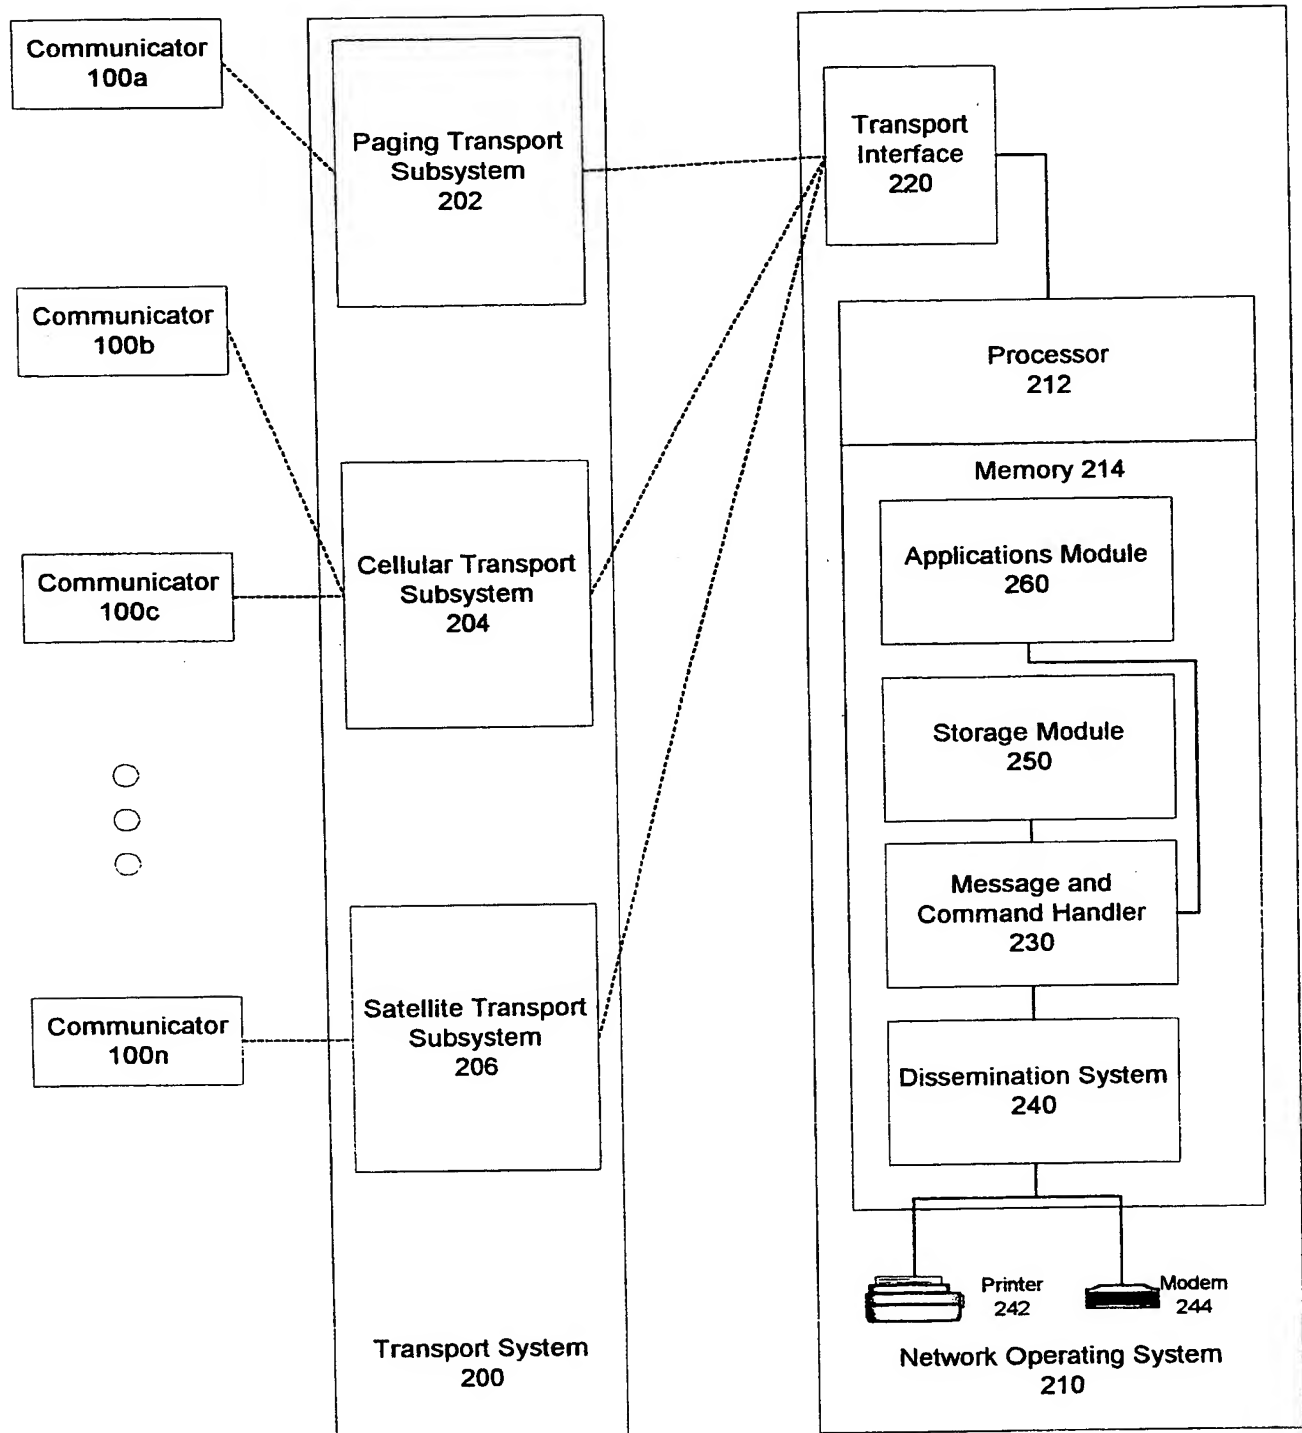 Communicator
100a
Communicator
100b
Communicator
100c
Communicator
100n
Paging Transport
Subsystem
202
Cellular Transport
Subsystem
204
Satellite Transport
Subsystem
206
Transport System
200
Transport
Interface
220
Processor
212
Memory 214
Applications Module
260
Storage Module
250
Message and
Command Handler
230
Dissemination System
240
Printer
242
Modem
244
Network Operating System
210